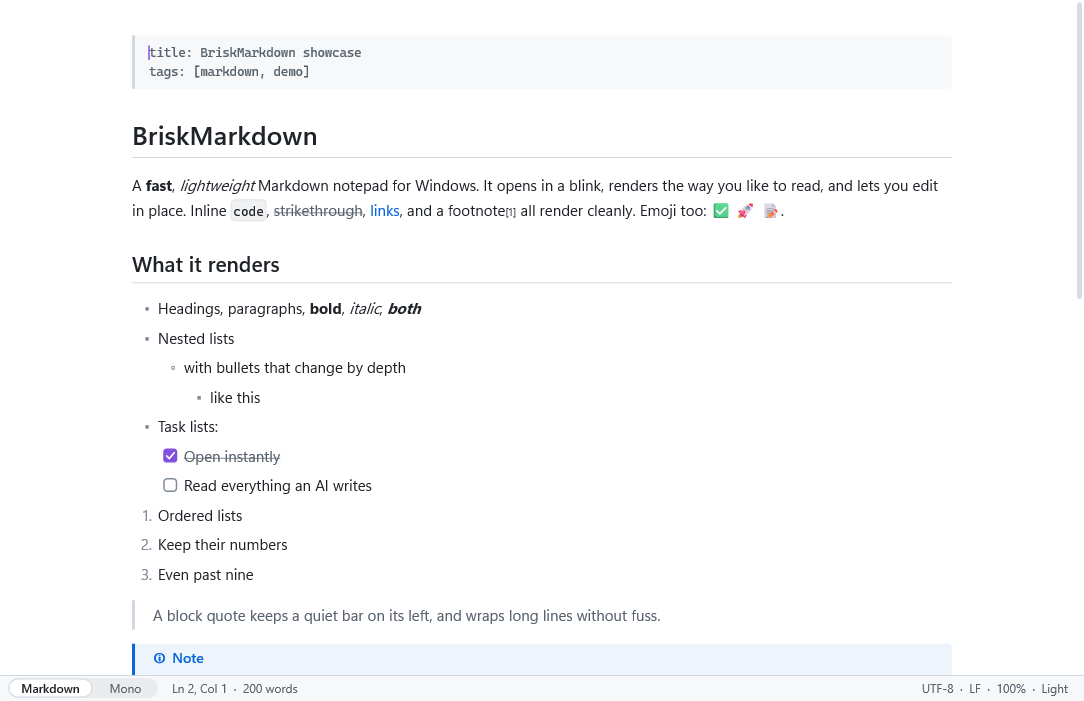 title: BriskMarkdown showcase
tags: [markdown, demo]
BriskMarkdown
A fast, lightweight Markdown notepad for Windows. It opens in a blink, renders the way you like to read, and lets you edit
in place. Inline code, strikethrough, links, and a footnote[1] all render cleanly. Emoji too: ✅ 🚀 📝.
What it renders
• Headings, paragraphs, bold, italic, both
• Nested lists
◦ with bullets that change by depth
▪ like this
• Task lists:
☑ Open instantly
☐ Read everything an AI writes
1. Ordered lists
2. Keep their numbers
3. Even past nine
A block quote keeps a quiet bar on its left, and wraps long lines without fuss.
Note
Markdown Mono Ln 2, Col 1 · 200 words UTF-8 · LF · 100% · Light